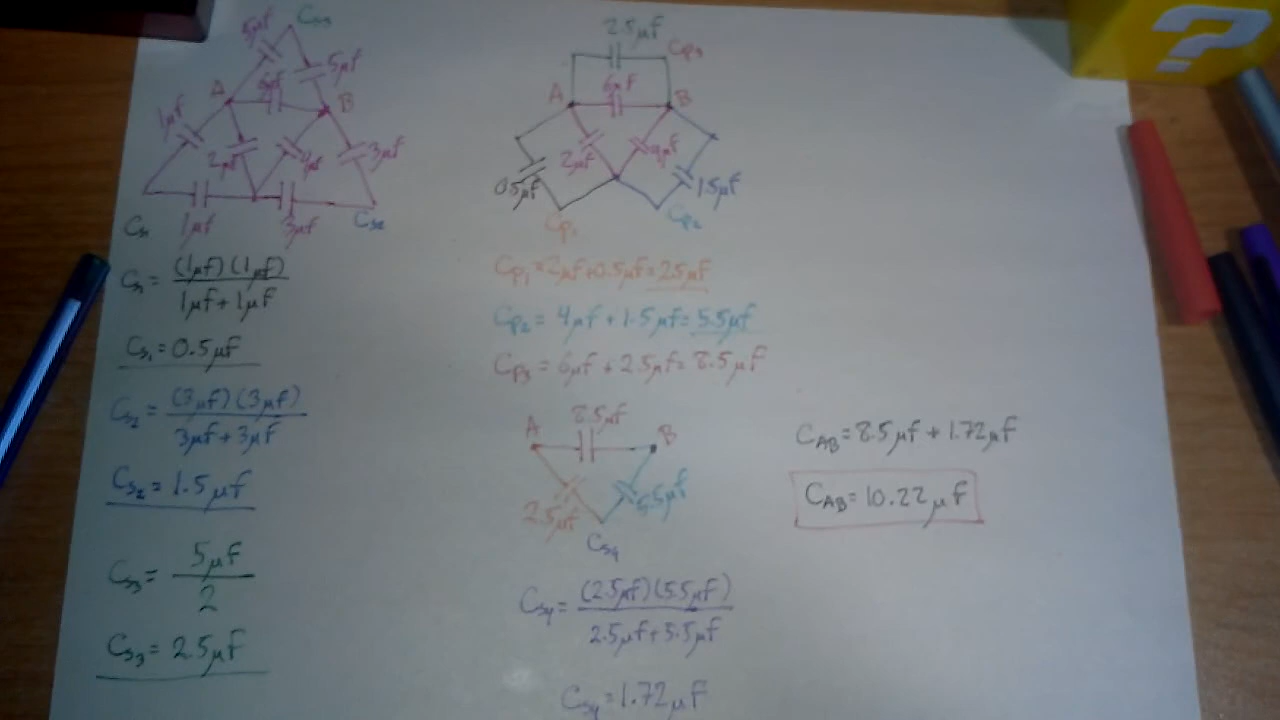 5μf
Cs3
5μf
6μf
A
B
1μf
2μf
4μf
3μf
Cs1
1μf
3μf
Cs2
Cs1 = (1μf)(1μf)
1μf+1μf
Cs1 = 0.5μf
Cs2 = (3μf)(3μf)
3μf+3μf
Cs2 = 1.5μf
Cs3 = 5μf
2
Cs3 = 2.5μf
2.5μf
Cp3
6μf
A
B
2μf
4μf
0.5μf
1.5μf
Cp1
Cp2
Cp1 = 2μf+0.5μf = 2.5μf
Cp2 = 4μf + 1.5μf = 5.5μf
Cp3 = 6μf + 2.5μf = 8.5μf
8.5μf
A
B
2.5μf
5.5μf
Cs4
Cs4 = (2.5μf)(5.5μf)
2.5μf+5.5μf
Cs4 = 1.72μf
CAB = 8.5μf + 1.72μf
CAB = 10.22μf
?